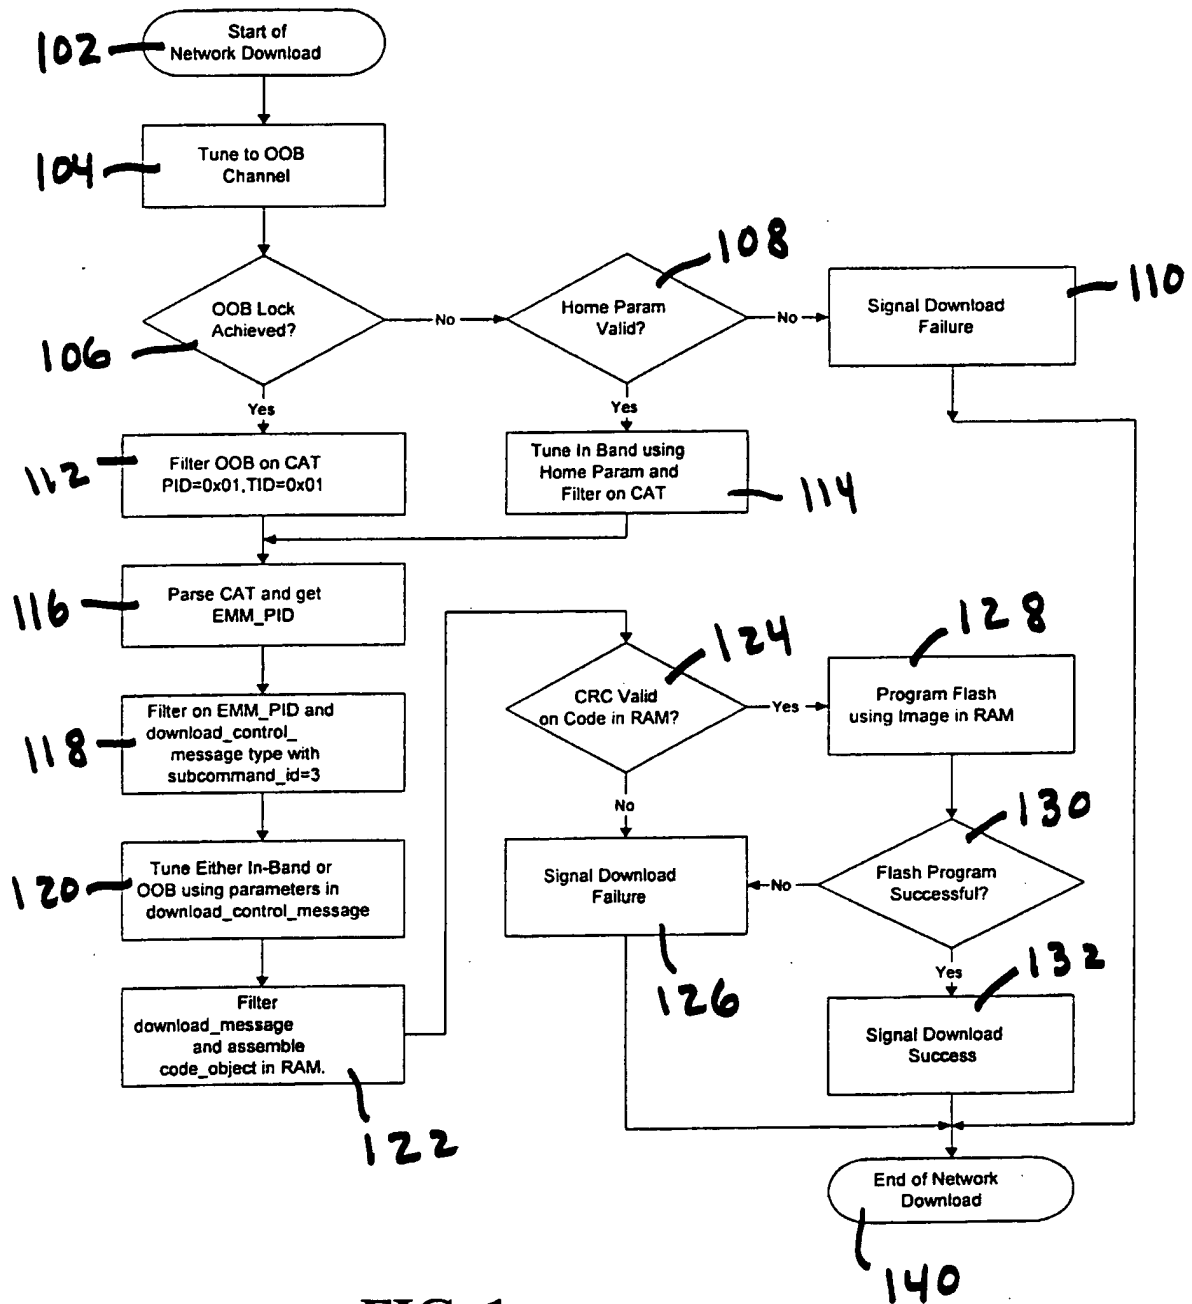 102
Start of
Network Download
104
Tune to OOB
Channel
106
OOB Lock
Achieved?
No
108
Home Param
Valid?
No
110
Signal Download
Failure
Yes
Yes
112
Filter OOB on CAT
PID=0x01,TID=0x01
Tune In Band using
Home Param and
Filter on CAT
114
116
Parse CAT and get
EMM_PID
118
Filter on EMM_PID and
download_control_
message type with
subcommand_id=3
120
Tune Either In-Band or
OOB using parameters in
download_control_message
Filter
download_message
and assemble
code_object in RAM.
122
124
CRC Valid
on Code in RAM?
Yes
128
Program Flash
using Image in RAM
No
130
Flash Program
Successful?
No
Signal Download
Failure
126
Yes
132
Signal Download
Success
End of Network
Download
140
FIG. 1